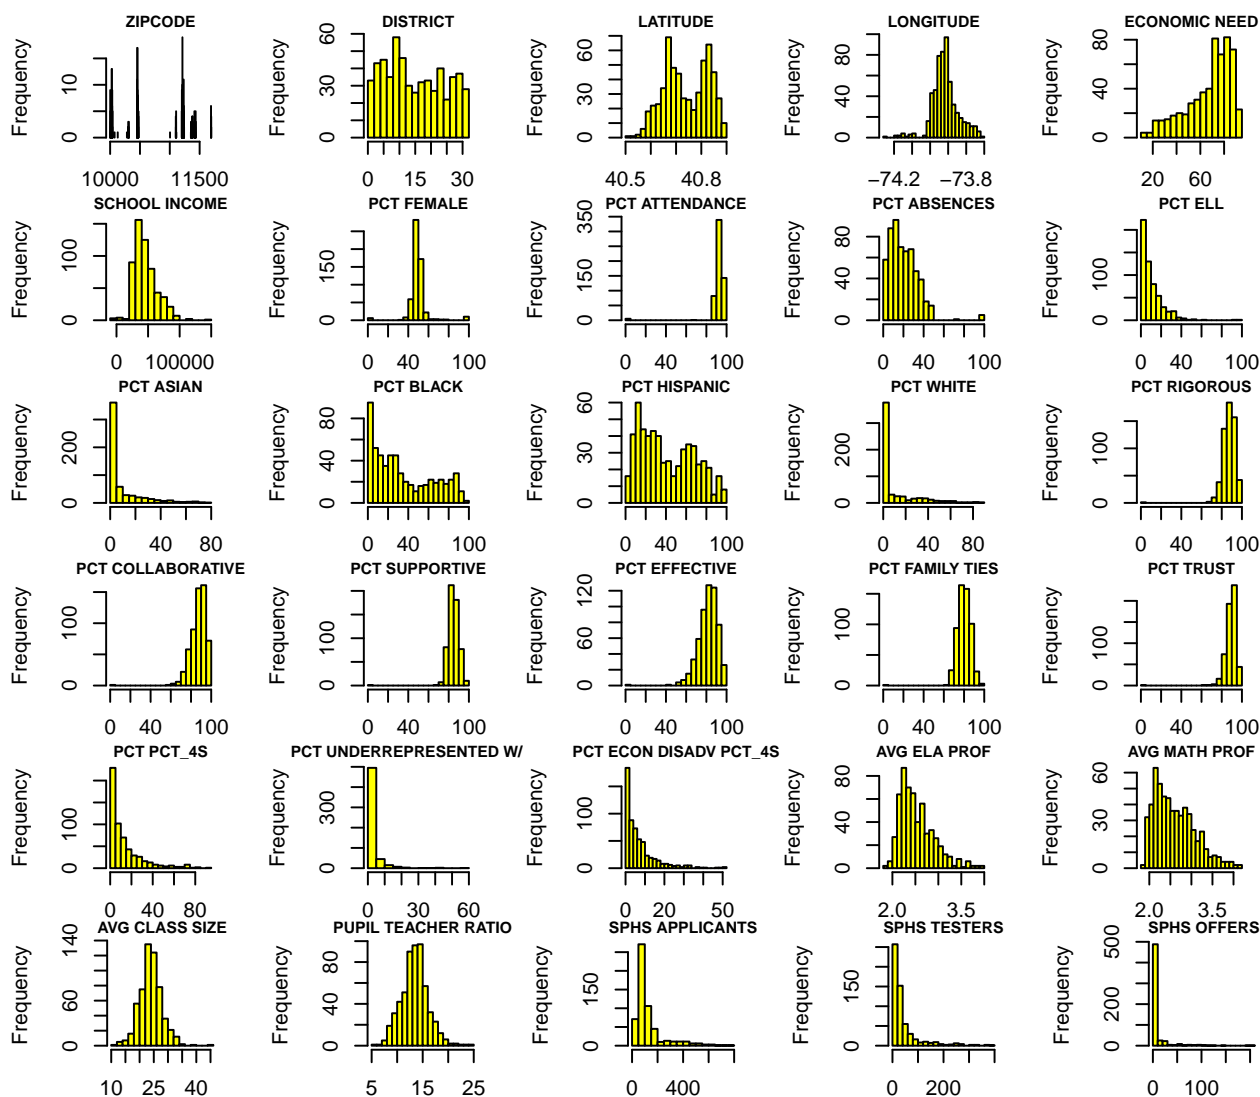 ZIPCODE
Frequency
0 10
10000 11500
DISTRICT
Frequency
0 30 60
0 15 30
LATITUDE
Frequency
0 20 40 60
40.5 40.8
LONGITUDE
Frequency
0 40 80
−74.2 −73.8
ECONOMIC NEED
Frequency
0 40 80
20 60
SCHOOL INCOME
Frequency
0 100
0 100000
PCT FEMALE
Frequency
0 150
0 40 100
PCT ATTENDANCE
Frequency
0 150 350
0 40 100
PCT ABSENCES
Frequency
0 40 80
0 40 100
PCT ELL
Frequency
0 100
0 40 100
PCT ASIAN
Frequency
0 200
0 40 80
PCT BLACK
Frequency
0 40 80
0 40 100
PCT HISPANIC
Frequency
0 30 60
0 40 100
PCT WHITE
Frequency
0 200
0 40 80
PCT RIGOROUS
Frequency
0 100
0 40 100
PCT COLLABORATIVE
Frequency
0 100
0 40 100
PCT SUPPORTIVE
Frequency
0 100
0 40 100
PCT EFFECTIVE
Frequency
0 60 120
0 40 100
PCT FAMILY TIES
Frequency
0 100
0 40 100
PCT TRUST
Frequency
0 100
0 40 100
PCT PCT_4S
Frequency
0 100
0 40 80
PCT UNDERREPRESENTED W/
Frequency
0 300
0 30 60
PCT ECON DISADV PCT_4S
Frequency
0 100
0 20 50
AVG ELA PROF
Frequency
0 40 80
2.0 3.5
AVG MATH PROF
Frequency
0 30 60
2.0 3.5
AVG CLASS SIZE
Frequency
0 60 140
10 25 40
PUPIL TEACHER RATIO
Frequency
0 40 80
5 15 25
SPHS APPLICANTS
Frequency
0 150
0 400
SPHS TESTERS
Frequency
0 150
0 200
SPHS OFFERS
Frequency
0 200 500
0 100